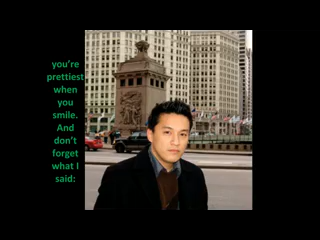 you’re
prettiest
when
you
smile.
And
don’t
forget
what I
said: